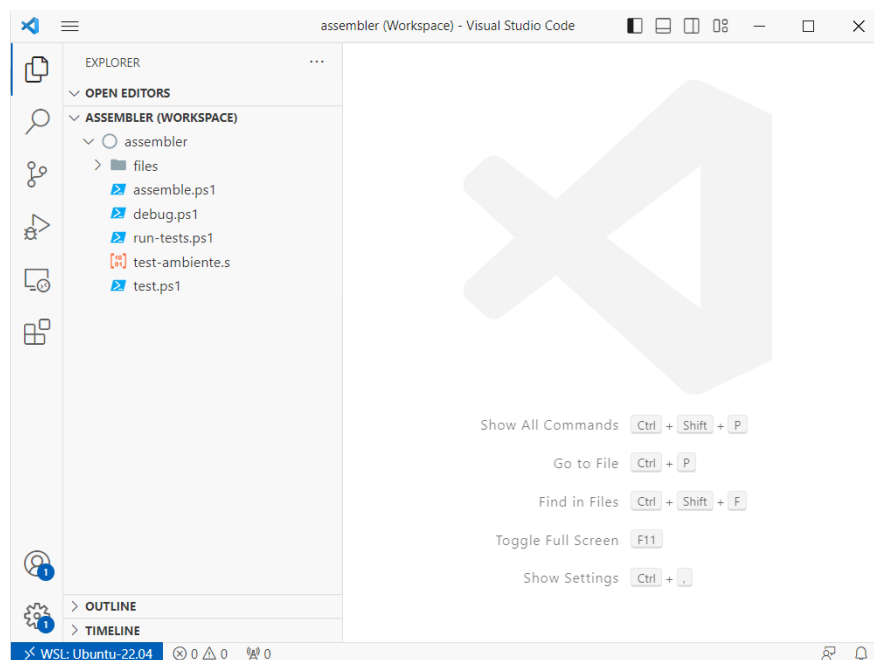 assembler (Workspace) - Visual Studio Code
EXPLORER
OPEN EDITORS
ASSEMBLER (WORKSPACE)
assembler
files
assemble.ps1
debug.ps1
run-tests.ps1
test-ambiente.s
test.ps1
Show All Commands Ctrl + Shift + P
Go to File Ctrl + P
Find in Files Ctrl + Shift + F
Toggle Full Screen F11
Show Settings Ctrl + ,
1
1
OUTLINE
TIMELINE
WSL: Ubuntu-22.04 0 0 0